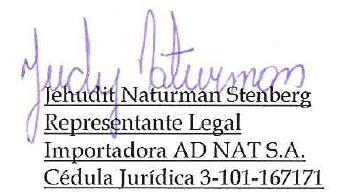 Judy Naturman
Jehudit Naturman Stenberg
Representante Legal
Importadora AD NAT S.A.
Cédula Jurídica 3-101-167171